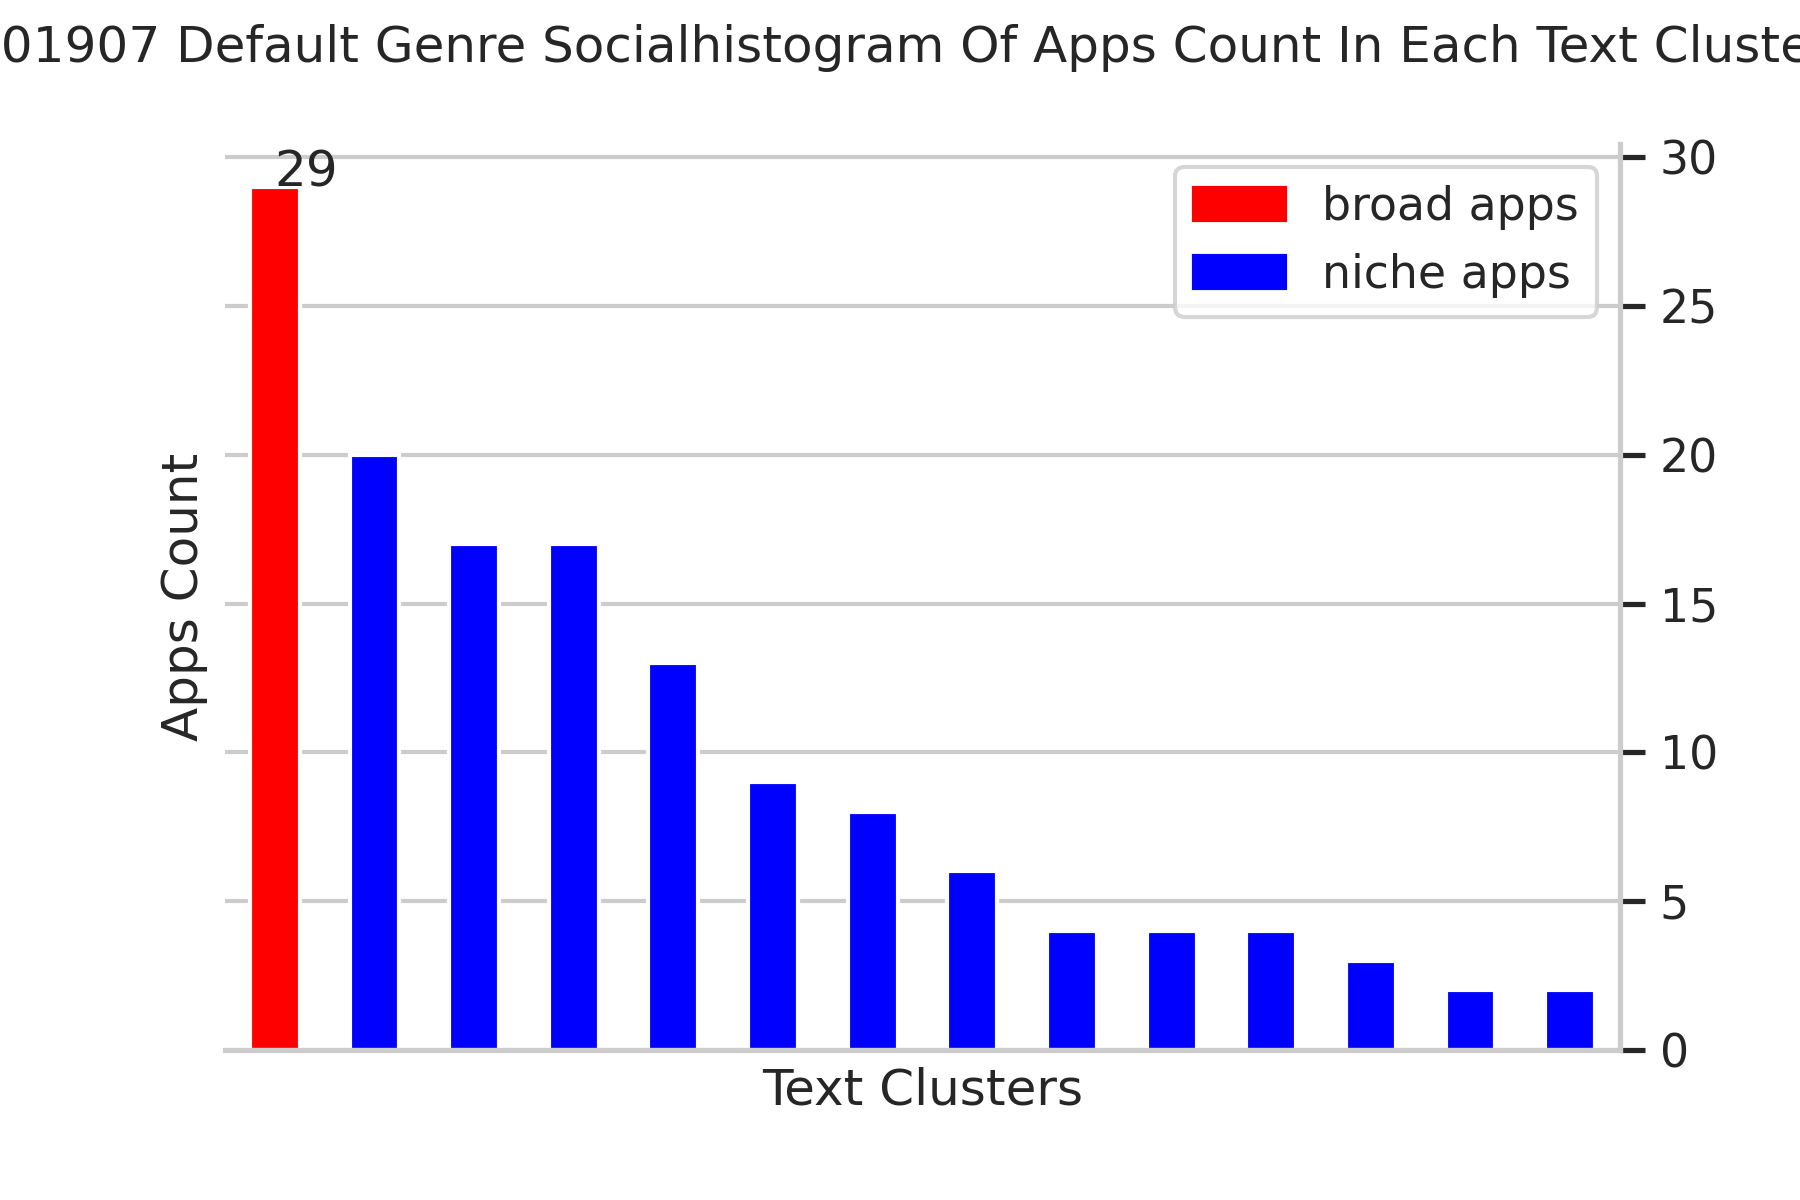 01907 Default Genre Socialhistogram Of Apps Count In Each Text Cluste
29
30
broad apps
niche apps
25
20
15
10
5
0
Apps Count
Text Clusters